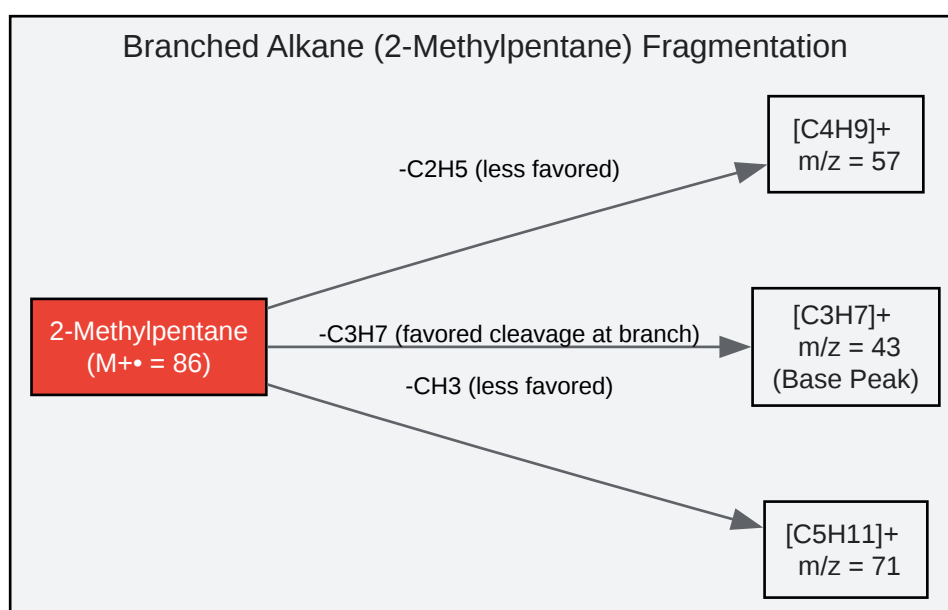 Branched Alkane (2-Methylpentane) Fragmentation
[C4H9]+
m/z = 57
-C2H5 (less favored)
2-Methylpentane
(M+• = 86)
-C3H7 (favored cleavage at branch)
[C3H7]+
m/z = 43
(Base Peak)
-CH3 (less favored)
[C5H11]+
m/z = 71